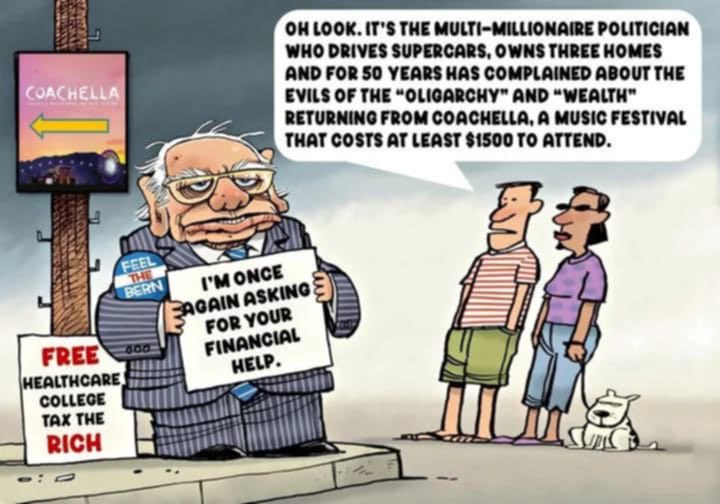 OH LOOK. IT'S THE MULTI-MILLIONAIRE POLITICIAN
WHO DRIVES SUPERCARS, OWNS THREE HOMES
AND FOR 50 YEARS HAS COMPLAINED ABOUT THE
EVILS OF THE "OLIGARCHY" AND "WEALTH"
RETURNING FROM COACHELLA, A MUSIC FESTIVAL
THAT COSTS AT LEAST $1500 TO ATTEND.
COACHELLA
FEEL
THE
BERN
I'M ONCE
AGAIN ASKING
FOR YOUR
FINANCIAL
HELP.
FREE
HEALTHCARE
COLLEGE
TAX THE
RICH